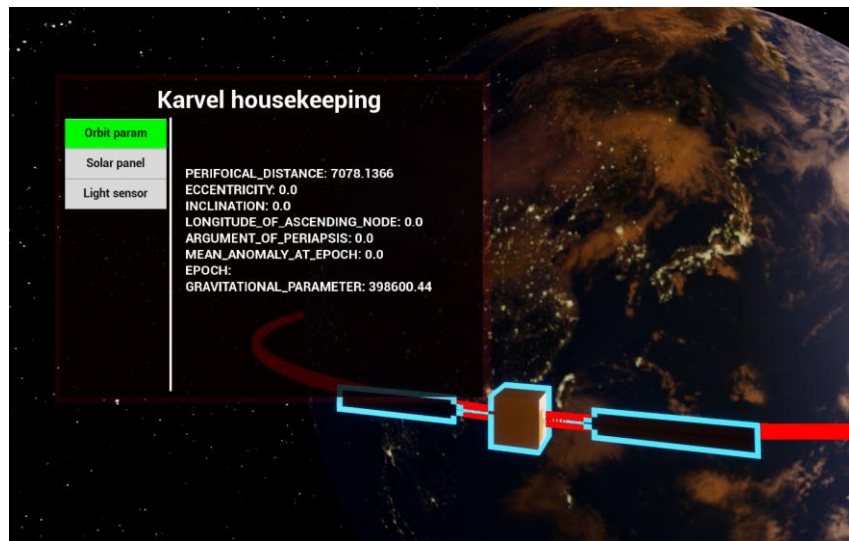 Karvel housekeeping
Orbit param
Solar panel
Light sensor
PERIFOICAL_DISTANCE: 7078.1366
ECCENTRICITY: 0.0
INCLINATION: 0.0
LONGITUDE_OF_ASCENDING_NODE: 0.0
ARGUMENT_OF_PERIAPSIS: 0.0
MEAN_ANOMALY_AT_EPOCH: 0.0
EPOCH:
GRAVITATIONAL_PARAMETER: 398600.44